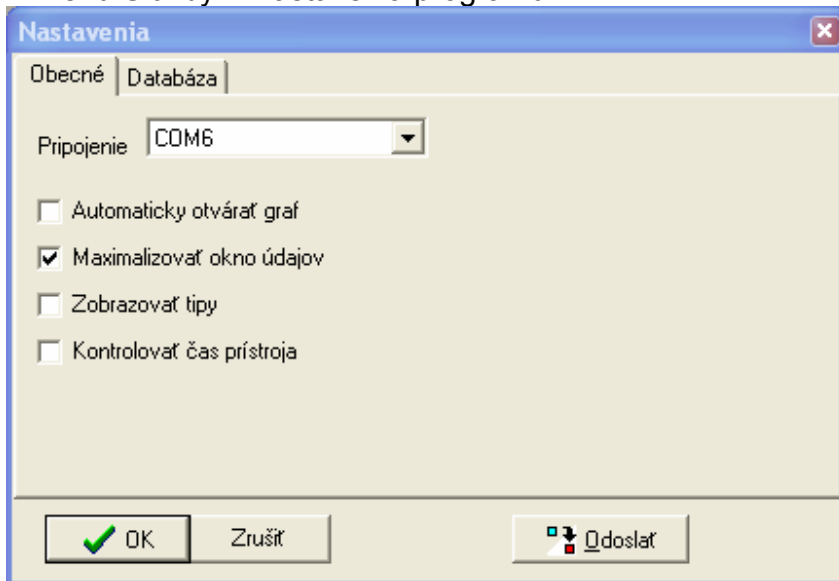 Nastavenia
Obecné Databáza
Pripojenie COM6
Automaticky otvárať graf
Maximalizovať okno údajov
Zobrazovať tipy
Kontrolovať čas prístroja
OK Zrušiť Odoslať